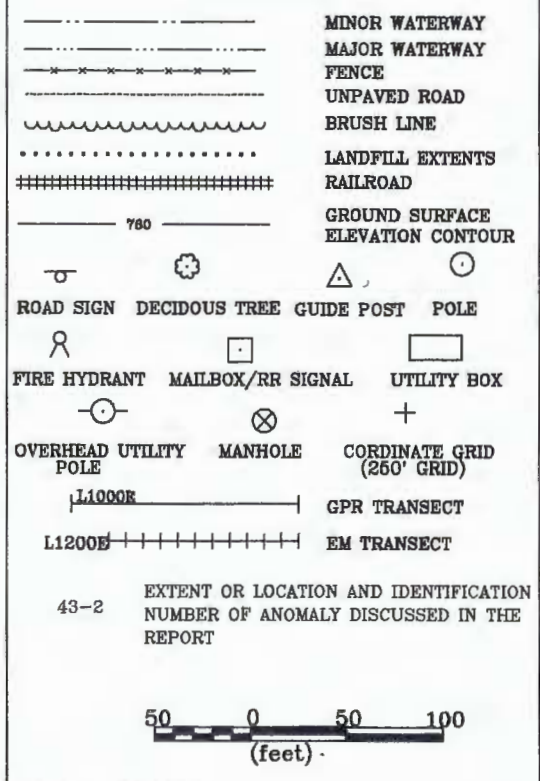 MINOR WATERWAY
MAJOR WATERWAY
FENCE
UNPAVED ROAD
BRUSH LINE
LANDFILL EXTENTS
RAILROAD
760
GROUND SURFACE
ELEVATION CONTOUR
ROAD SIGN DECIDOUS TREE GUIDE POST POLE
FIRE HYDRANT MAILBOX/RR SIGNAL UTILITY BOX
OVERHEAD UTILITY MANHOLE CORDINATE GRID
POLE (250' GRID)
L1000E GPR TRANSECT
L1200E EM TRANSECT
43-2
EXTENT OR LOCATION AND IDENTIFICATION
NUMBER OF ANOMALY DISCUSSED IN THE
REPORT
50 0 50 100
(feet)